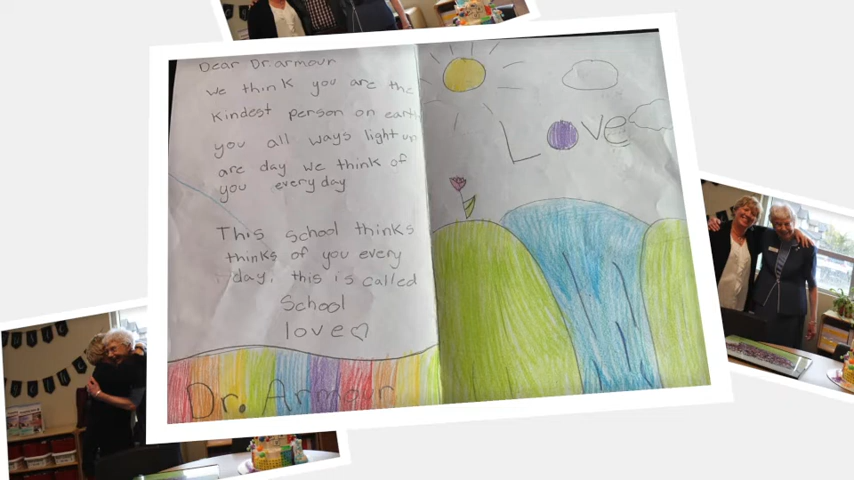 Dear Dr. armour
we think you are the
kindest person on earth
you all ways light up
are day we think of
you everyday
This school thinks
thinks of you every
day, this is called
School
love
Dr. Armour
Love